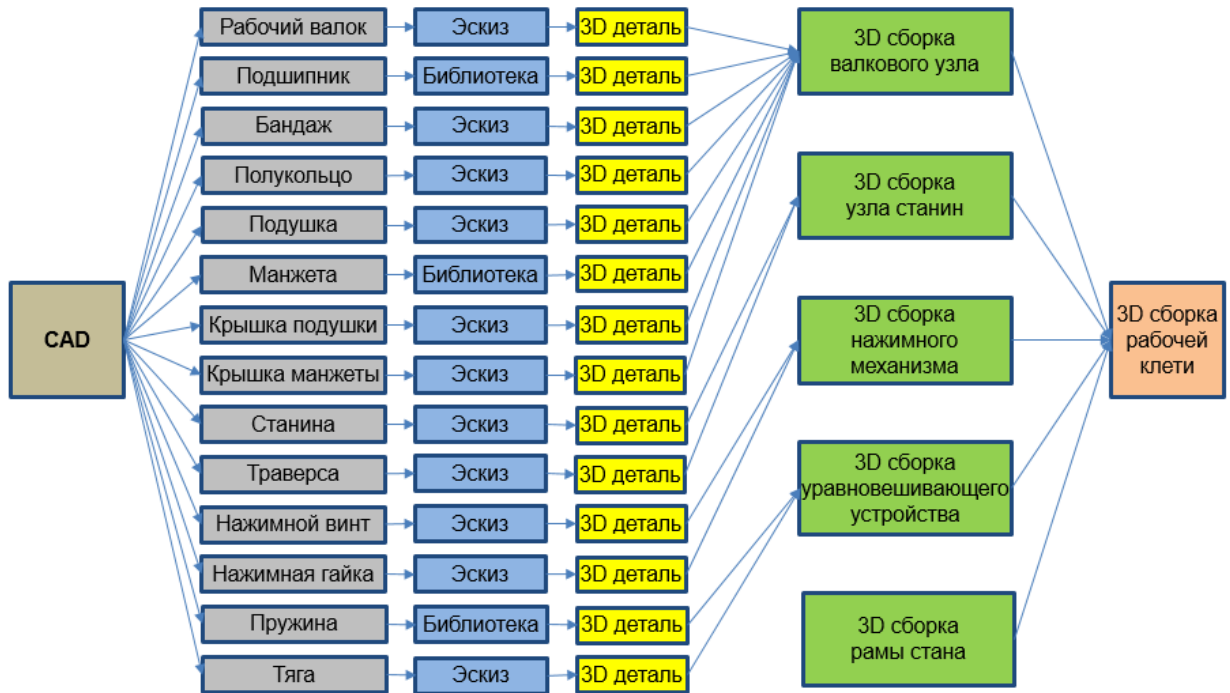 CAD
Рабочий валок
Эскиз
3D деталь
Подшипник
Библиотека
3D деталь
Бандаж
Эскиз
3D деталь
Полукольцо
Эскиз
3D деталь
Подушка
Эскиз
3D деталь
Манжета
Библиотека
3D деталь
Крышка подушки
Эскиз
3D деталь
Крышка манжеты
Эскиз
3D деталь
Станина
Эскиз
3D деталь
Траверса
Эскиз
3D деталь
Нажимной винт
Эскиз
3D деталь
Нажимная гайка
Эскиз
3D деталь
Пружина
Библиотека
3D деталь
Тяга
Эскиз
3D деталь
3D сборка
валкового узла
3D сборка
узла станин
3D сборка
нажимного
механизма
3D сборка
уравновешивающего
устройства
3D сборка
рамы стана
3D сборка
рабочей
клети